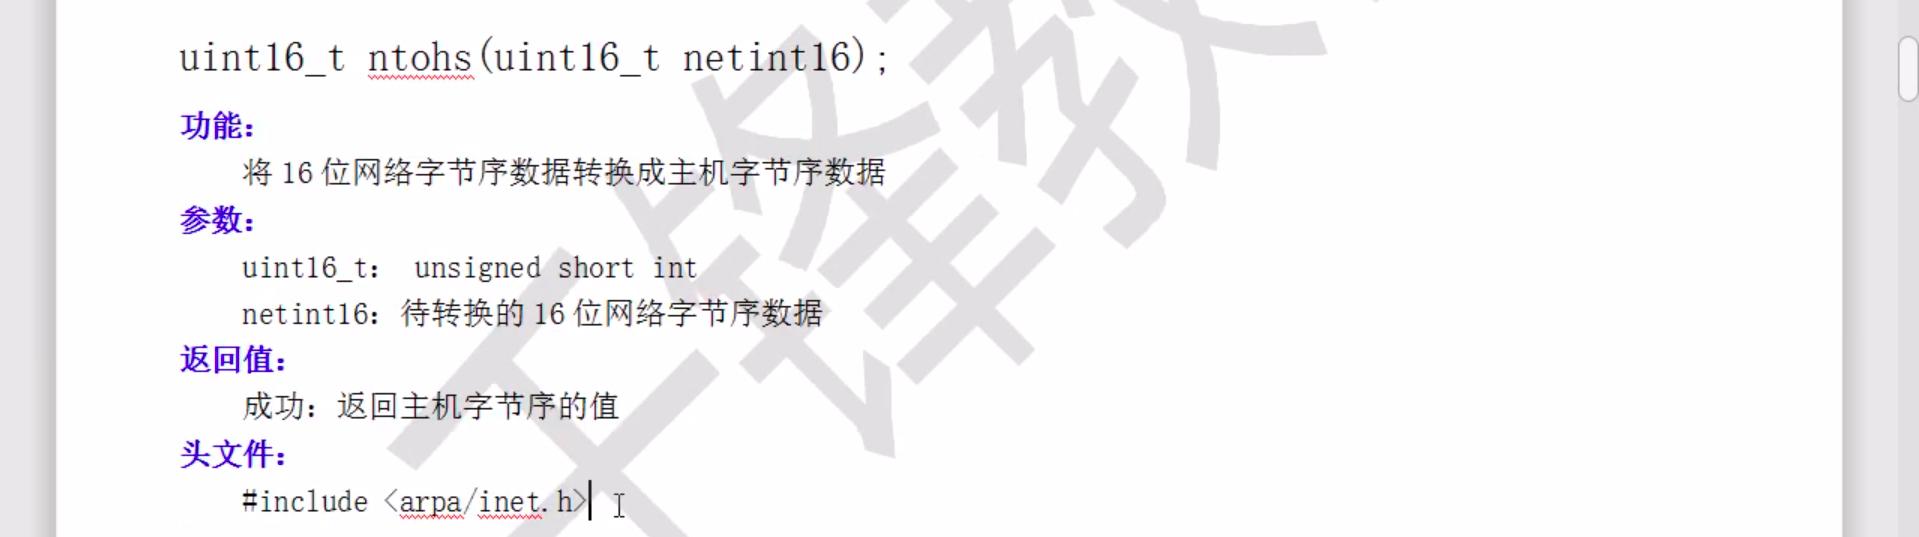 uint16_t ntohs(uint16_t netint16);
功能：
将 16 位网络字节序数据转换成主机字节序数据
参数：
uint16_t： unsigned short int
netint16：待转换的 16 位网络字节序数据
返回值：
成功：返回主机字节序的值
头文件：
#include <arpa/inet.h>
千锋教